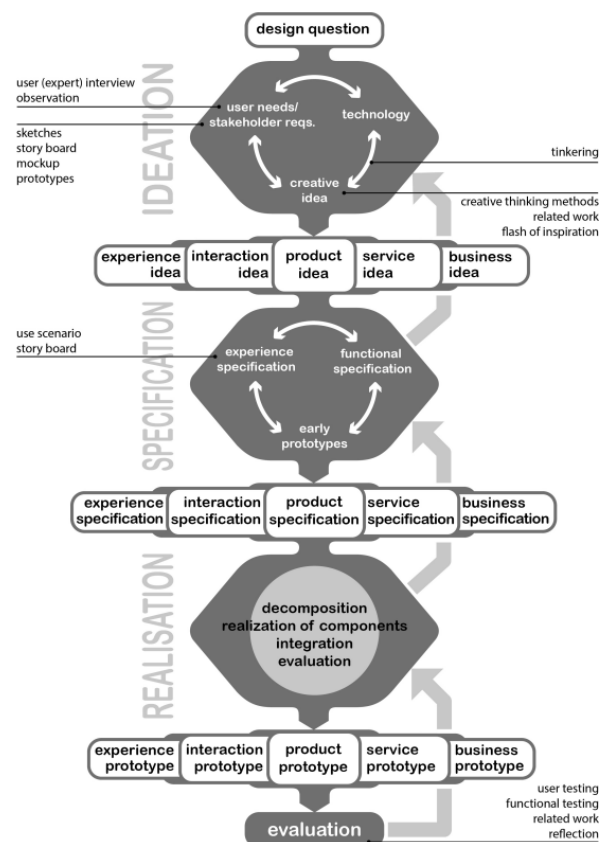 design question
user (expert) interview
observation
sketches
story board
mockup
prototypes
IDEATION
user needs/
stakeholder reqs.
technology
creative
idea
tinkering
creative thinking methods
related work
flash of inspiration
experience
idea
interaction
idea
product
idea
service
idea
business
idea
use scenario
story board
SPECIFICATION
experience
specification
functional
specification
early
prototypes
experience
specification
interaction
specification
product
specification
service
specification
business
specification
REALISATION
decomposition
realization of components
integration
evaluation
experience
prototype
interaction
prototype
product
prototype
service
prototype
business
prototype
evaluation
user testing
functional testing
related work
reflection